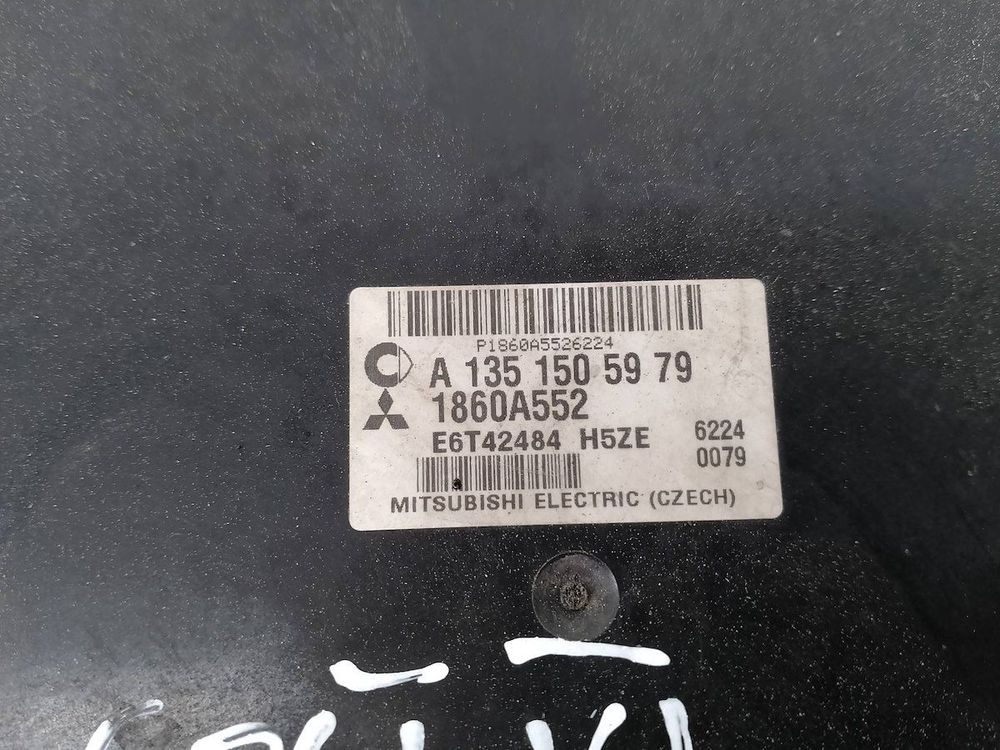 P1860A5526224
A 135 150 59 79
1860A552
E6T42484 H5ZE
6224
0079
MITSUBISHI ELECTRIC (CZECH)